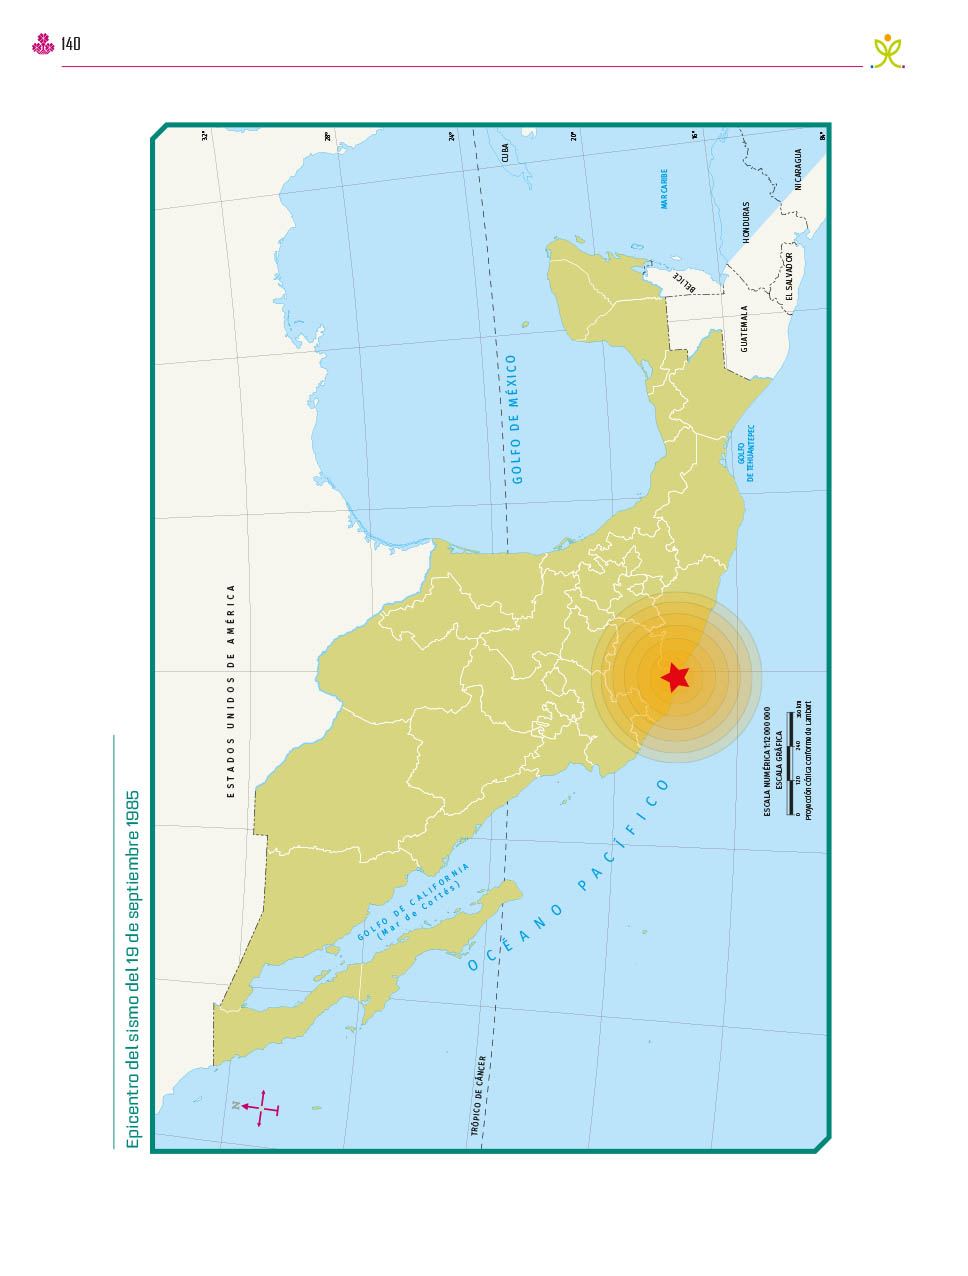 140
Epicentro del sismo del 19 de septiembre 1985
32°
28°
24°
20°
16°
84°
ESTADOS UNIDOS DE AMÉRICA
CUBA
MAR CARIBE
GOLFO DE MÉXICO
BELICE
HONDURAS
NICARAGUA
EL SALVADOR
GUATEMALA
GOLFO
DE TEHUANTEPEC
GOLFO DE CALIFORNIA
(Mar de Cortés)
OCÉANO PACÍFICO
TRÓPICO DE CÁNCER
N
ESCALA NUMÉRICA 1:12 000 000
ESCALA GRÁFICA
0 120 240 360 km
Proyección cónica conforme de Lambert